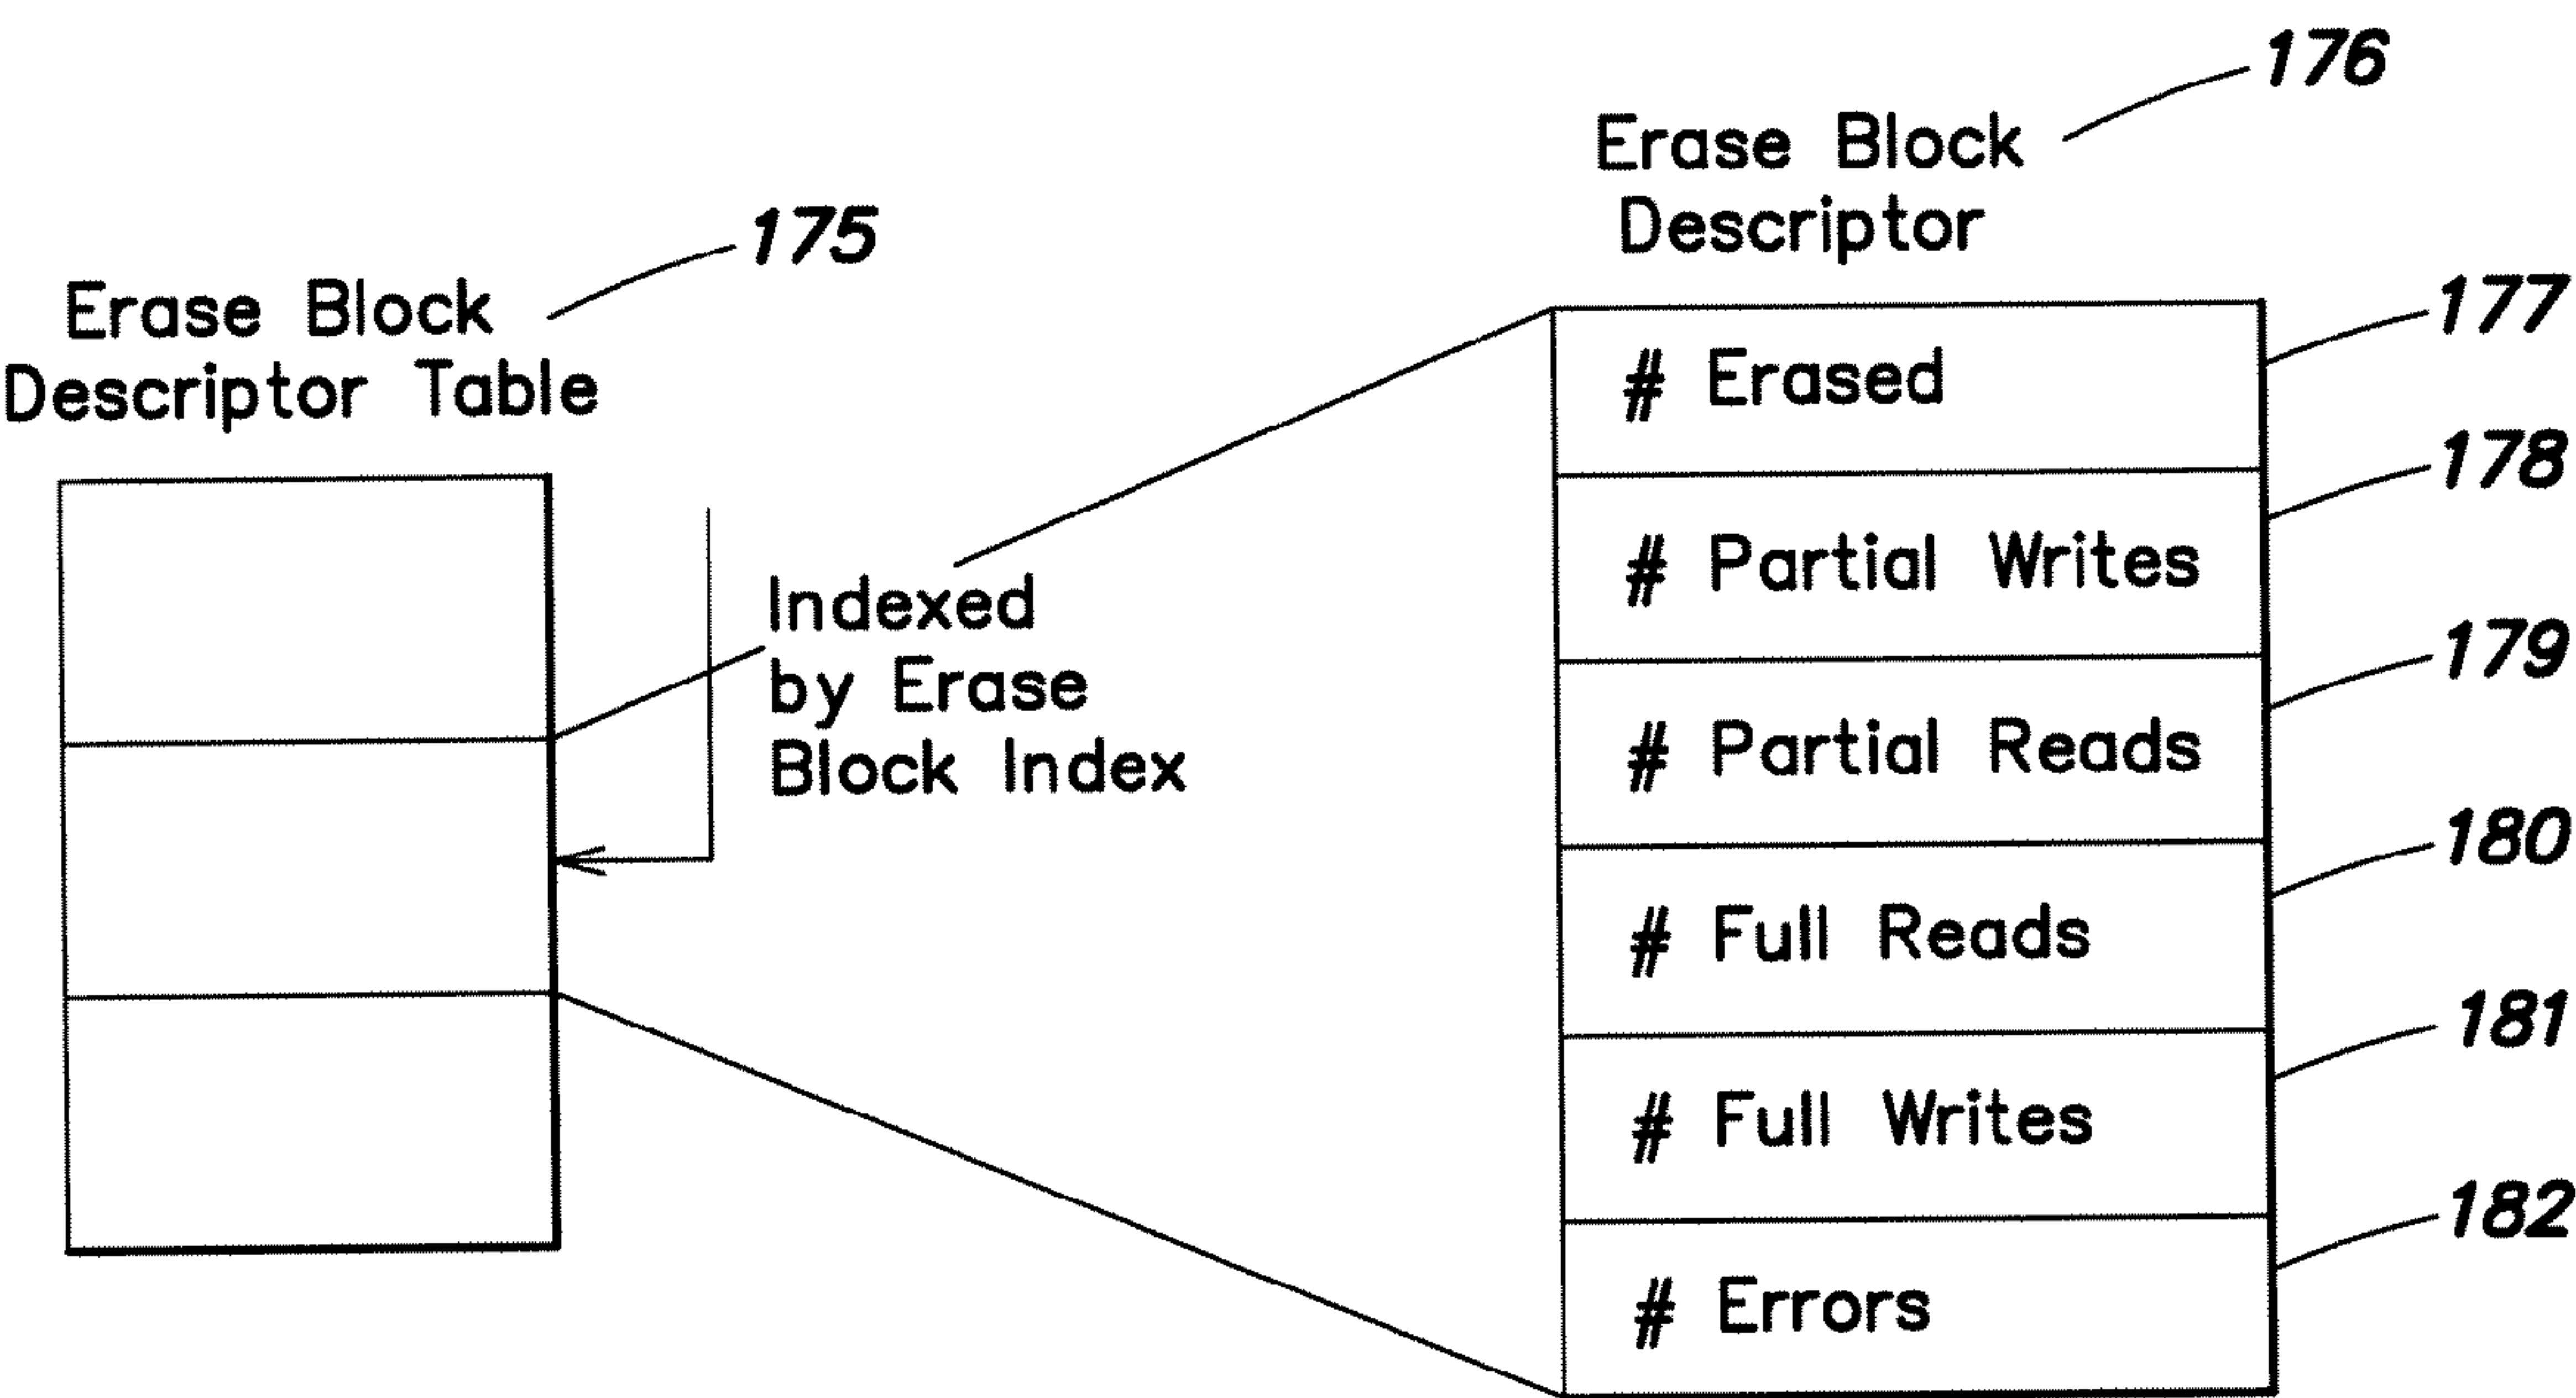 176
Erase Block
Descriptor
175
Erase Block
Descriptor Table
177
# Erased
178
# Partial Writes
Indexed
by Erase
Block Index
179
# Partial Reads
180
# Full Reads
181
# Full Writes
182
# Errors